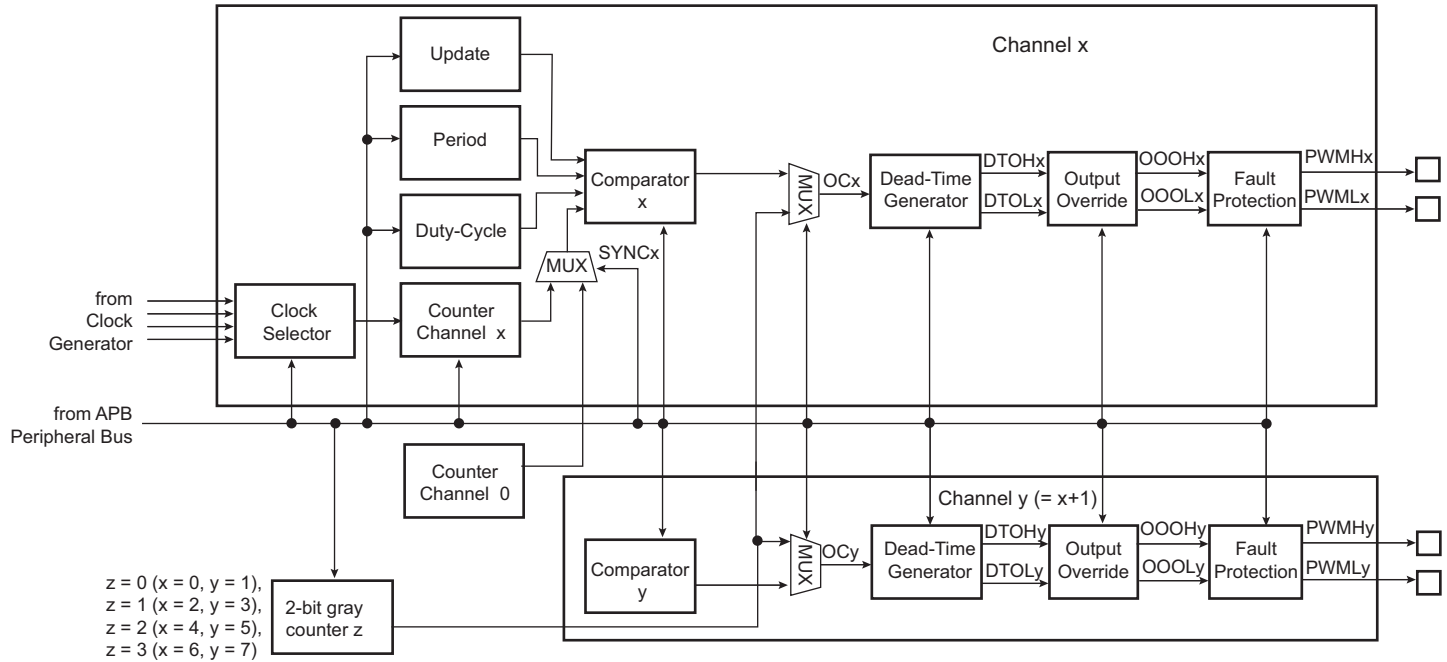 Channel x
Update
Period
Comparator
x
Duty-Cycle
MUX
SYNCx
MUX
OCx
Dead-Time
Generator
DTOHx
DTOLx
Output
Override
OOOHx
OOOLx
Fault
Protection
PWMHx
PWMLx
from
Clock
Generator
Clock
Selector
Counter
Channel x
from APB
Peripheral Bus
Counter
Channel 0
Channel y (= x+1)
Comparator
y
MUX
OCy
Dead-Time
Generator
DTOHy
DTOLy
Output
Override
OOOHy
OOOLy
Fault
Protection
PWMHy
PWMLy
z = 0 (x = 0, y = 1),
z = 1 (x = 2, y = 3),
z = 2 (x = 4, y = 5),
z = 3 (x = 6, y = 7)
2-bit gray
counter z